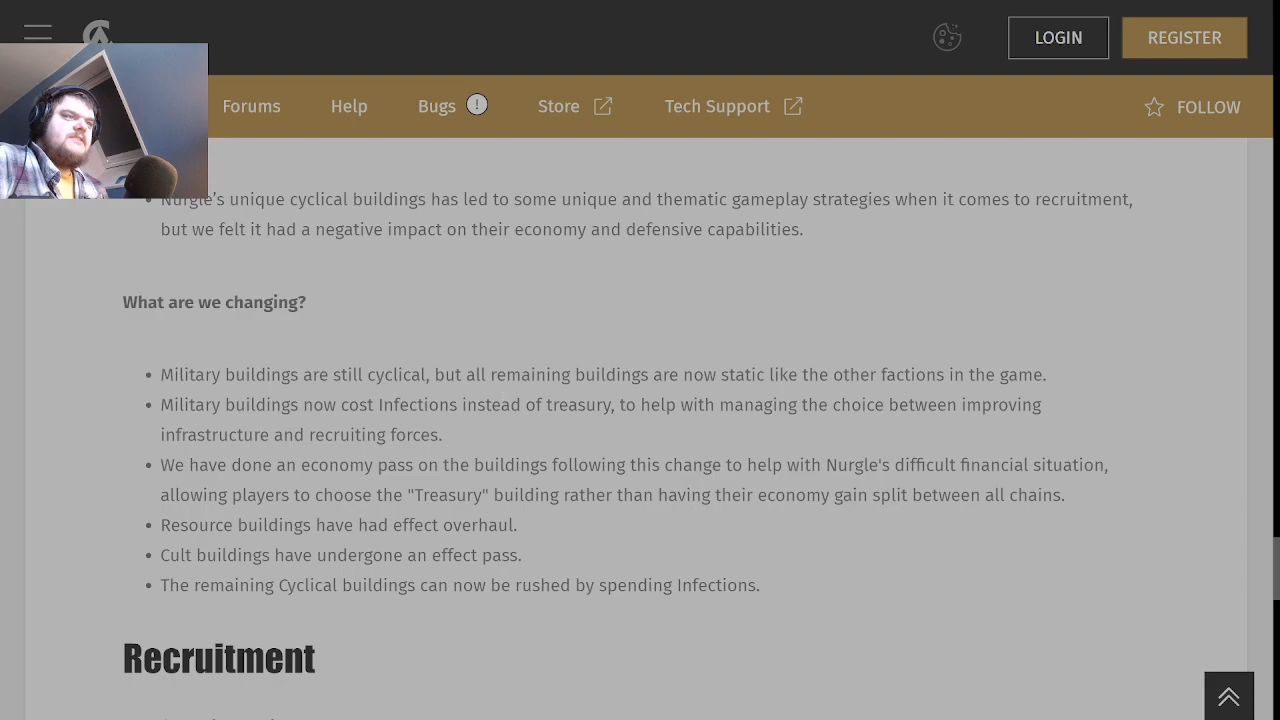 LOGIN
REGISTER
Forums
Help
Bugs
!
Store
Tech Support
FOLLOW
• Nurgle's unique cyclical buildings has led to some unique and thematic gameplay strategies when it comes to recruitment,
but we felt it had a negative impact on their economy and defensive capabilities.
What are we changing?
• Military buildings are still cyclical, but all remaining buildings are now static like the other factions in the game.
• Military buildings now cost Infections instead of treasury, to help with managing the choice between improving
infrastructure and recruiting forces.
• We have done an economy pass on the buildings following this change to help with Nurgle's difficult financial situation,
allowing players to choose the "Treasury" building rather than having their economy gain split between all chains.
• Resource buildings have had effect overhaul.
• Cult buildings have undergone an effect pass.
• The remaining Cyclical buildings can now be rushed by spending Infections.
Recruitment